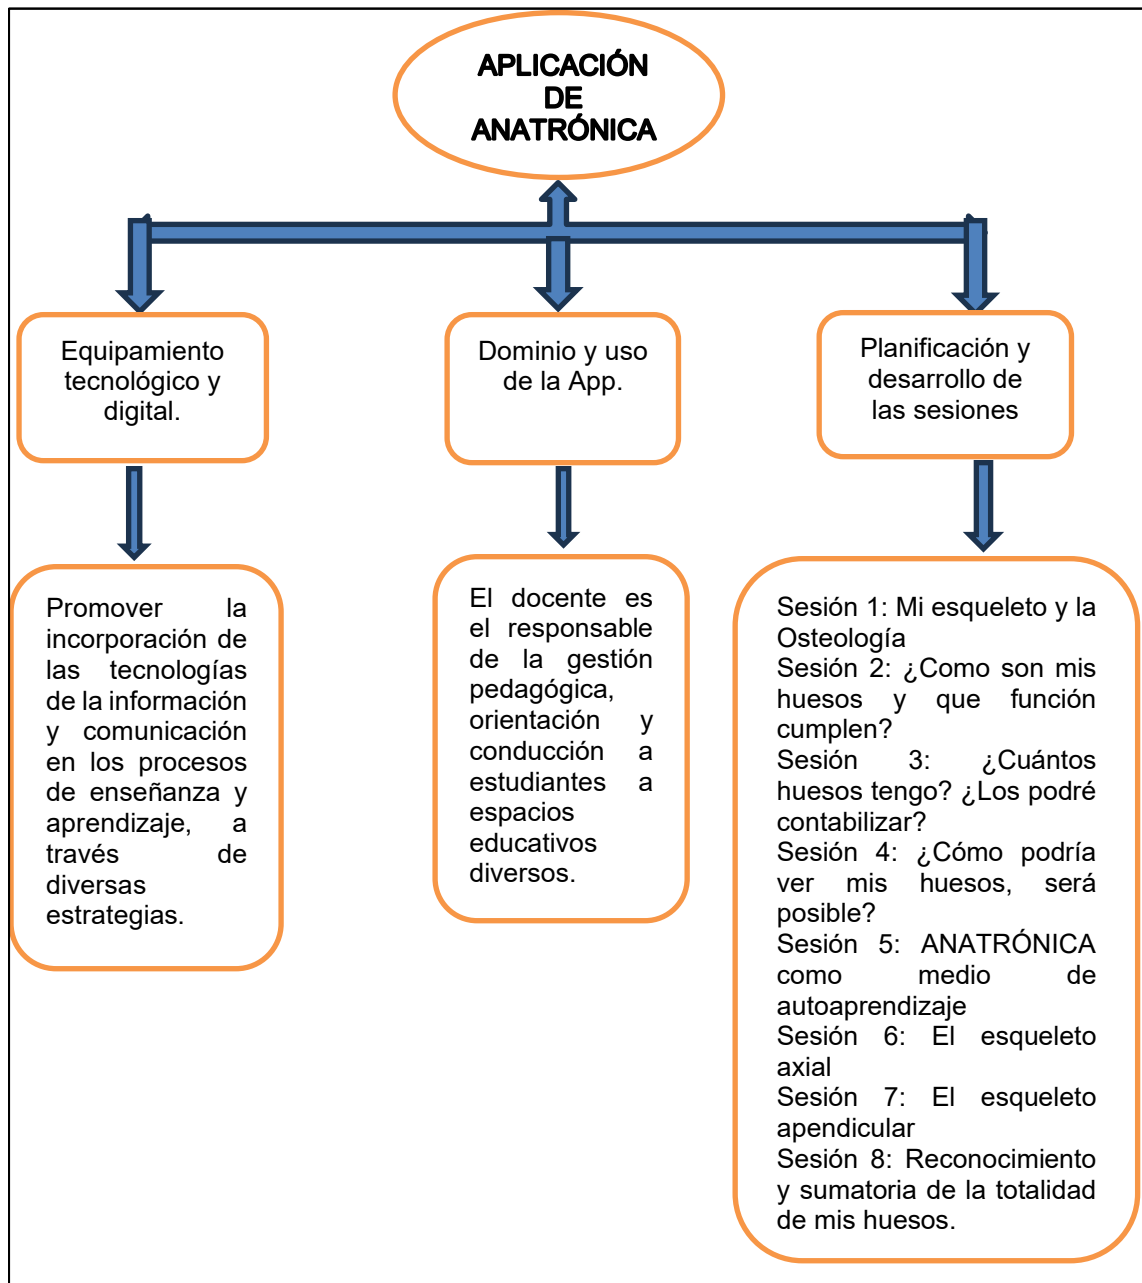 APLICACIÓN
DE
ANATRÓNICA
Equipamiento
tecnológico y
digital.
Dominio y uso
de la App.
Planificación y
desarrollo de
las sesiones
Promover la
incorporación de
las tecnologías
de la información
y comunicación
en los procesos
de enseñanza y
aprendizaje, a
través de
diversas
estrategias.
El docente es
el responsable
de la gestión
pedagógica,
orientación y
conducción a
estudiantes a
espacios
educativos
diversos.
Sesión 1: Mi esqueleto y la
Osteología
Sesión 2: ¿Como son mis
huesos y que función
cumplen?
Sesión 3: ¿Cuántos
huesos tengo? ¿Los podré
contabilizar?
Sesión 4: ¿Cómo podría
ver mis huesos, será
posible?
Sesión 5: ANATRÓNICA
como medio de
autoaprendizaje
Sesión 6: El esqueleto
axial
Sesión 7: El esqueleto
apendicular
Sesión 8: Reconocimiento
y sumatoria de la totalidad
de mis huesos.